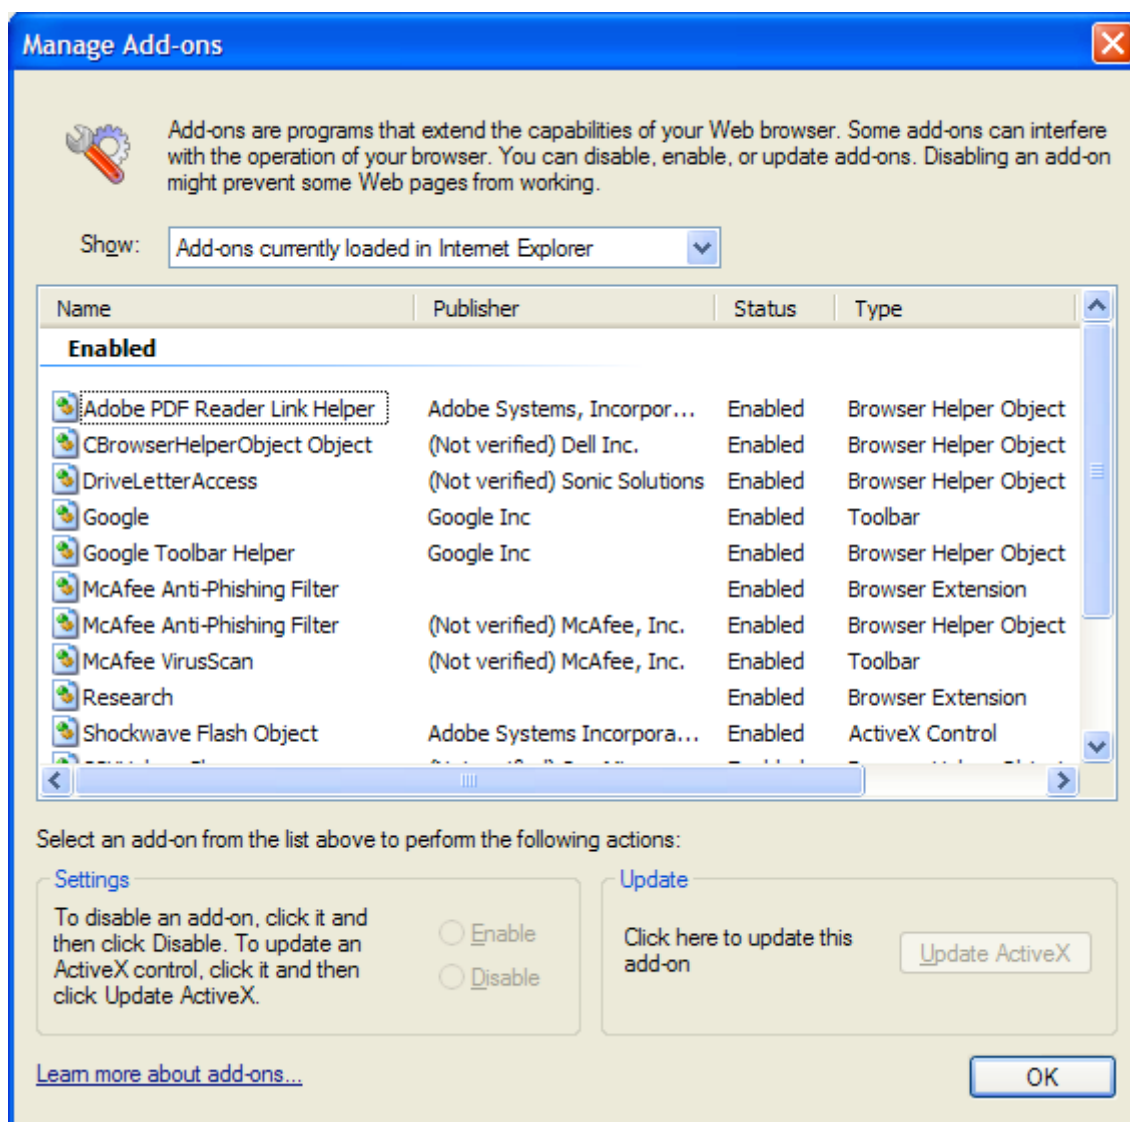 Manage Add-ons
Add-ons are programs that extend the capabilities of your Web browser. Some add-ons can interfere
with the operation of your browser. You can disable, enable, or update add-ons. Disabling an add-on
might prevent some Web pages from working.
Show: Add-ons currently loaded in Internet Explorer
Name Publisher Status Type
Enabled
Adobe PDF Reader Link Helper Adobe Systems, Incorpor... Enabled Browser Helper Object
CBrowserHelperObject Object (Not verified) Dell Inc. Enabled Browser Helper Object
DriveLetterAccess (Not verified) Sonic Solutions Enabled Browser Helper Object
Google Google Inc Enabled Toolbar
Google Toolbar Helper Google Inc Enabled Browser Helper Object
McAfee Anti-Phishing Filter Enabled Browser Extension
McAfee Anti-Phishing Filter (Not verified) McAfee, Inc. Enabled Browser Helper Object
McAfee VirusScan (Not verified) McAfee, Inc. Enabled Toolbar
Research Enabled Browser Extension
Shockwave Flash Object Adobe Systems Incorpora... Enabled ActiveX Control
Select an add-on from the list above to perform the following actions:
Settings
To disable an add-on, click it and
then click Disable. To update an
ActiveX control, click it and then
click Update ActiveX.
Enable
Disable
Update
Click here to update this
add-on
Update ActiveX
Learn more about add-ons...
OK